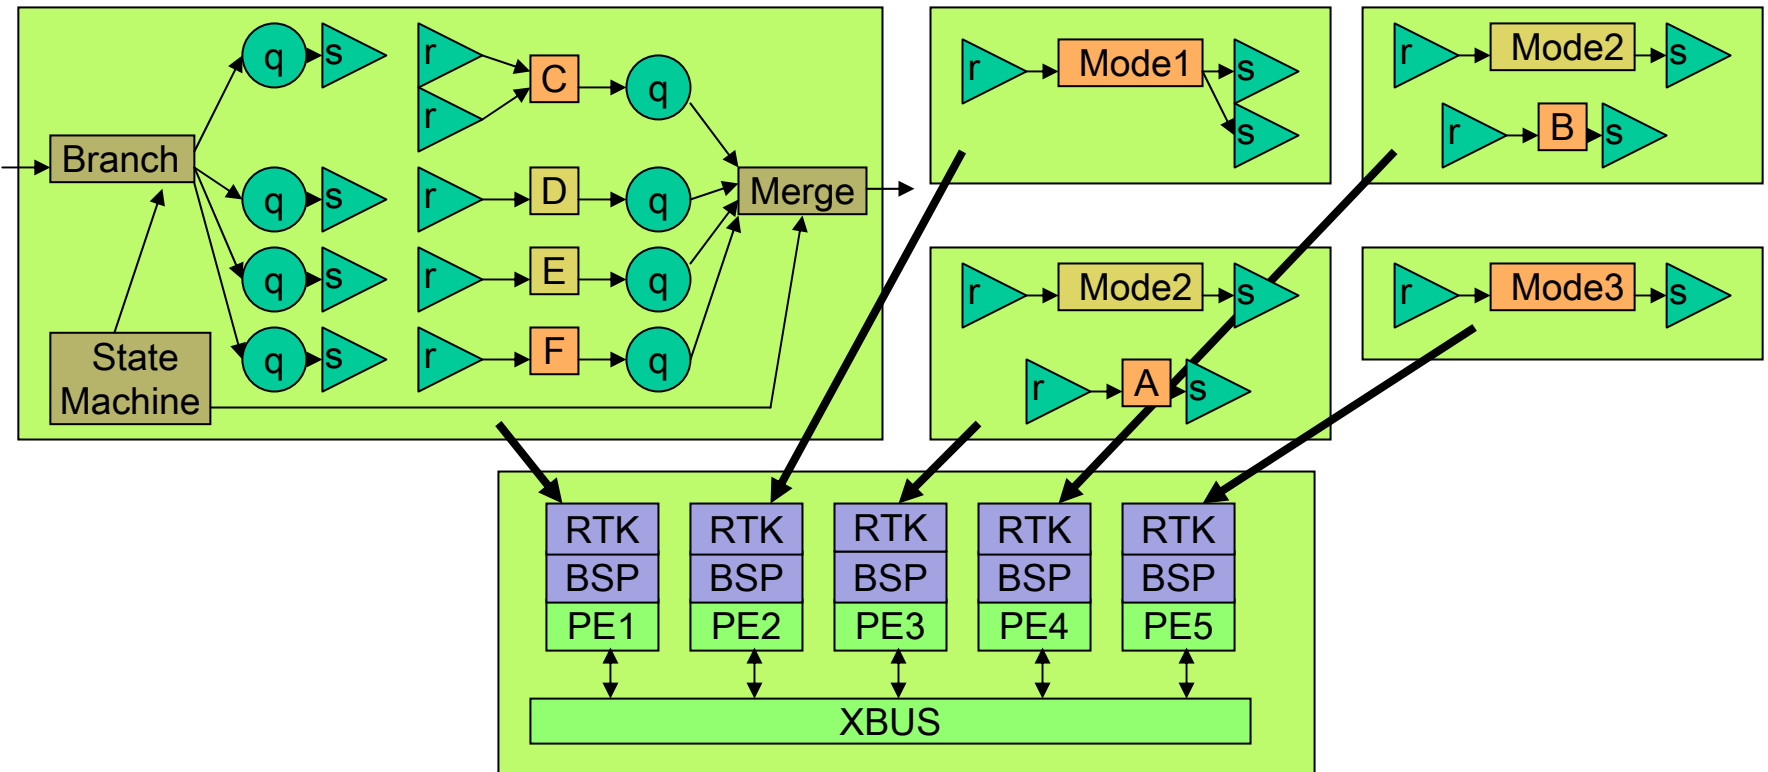 q s r C q
r
Branch
q s r D q Merge
q s r E q
State
Machine
q s r F q
r Mode1 s
s
r Mode2 s
r B s
r Mode2 s
r A s
r Mode3 s
RTK RTK RTK RTK RTK
BSP BSP BSP BSP BSP
PE1 PE2 PE3 PE4 PE5
XBUS